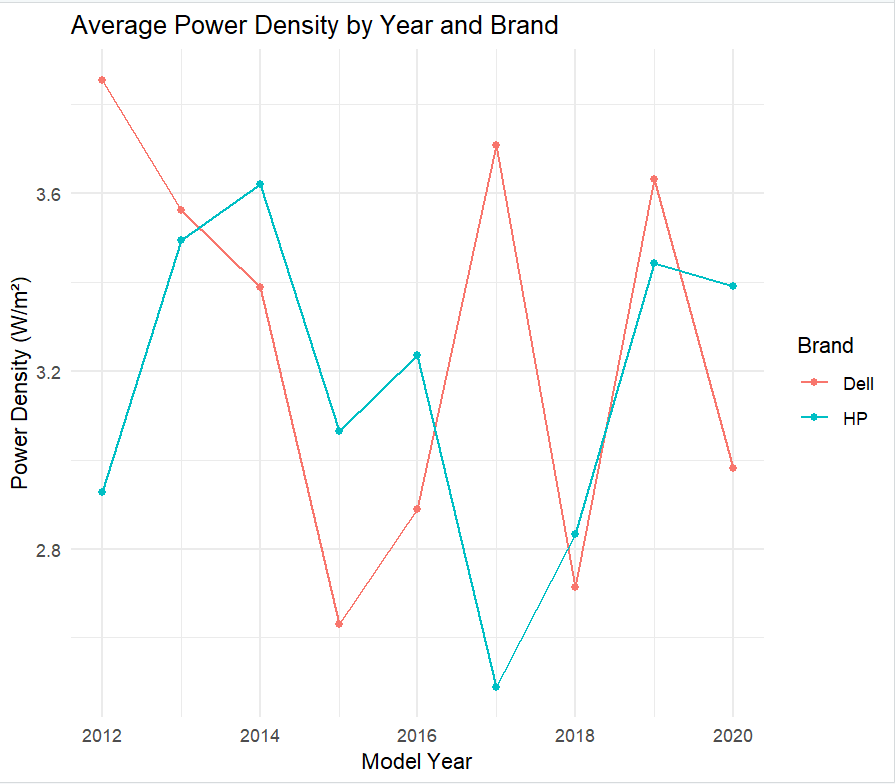 Average Power Density by Year and Brand
Power Density (W/m²)
3.6
3.2
2.8
2012 2014 2016 2018 2020
Model Year
Brand
Dell
HP